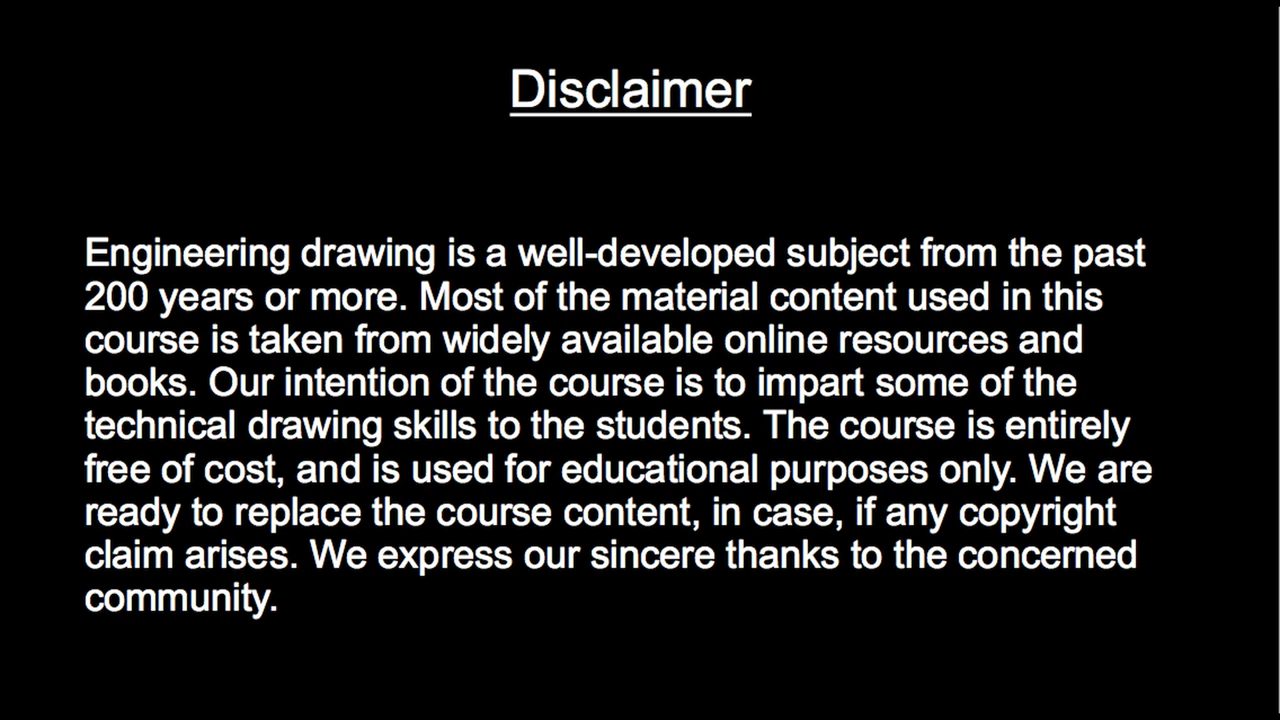 Disclaimer
Engineering drawing is a well-developed subject from the past
200 years or more. Most of the material content used in this
course is taken from widely available online resources and
books. Our intention of the course is to impart some of the
technical drawing skills to the students. The course is entirely
free of cost, and is used for educational purposes only. We are
ready to replace the course content, in case, if any copyright
claim arises. We express our sincere thanks to the concerned
community.